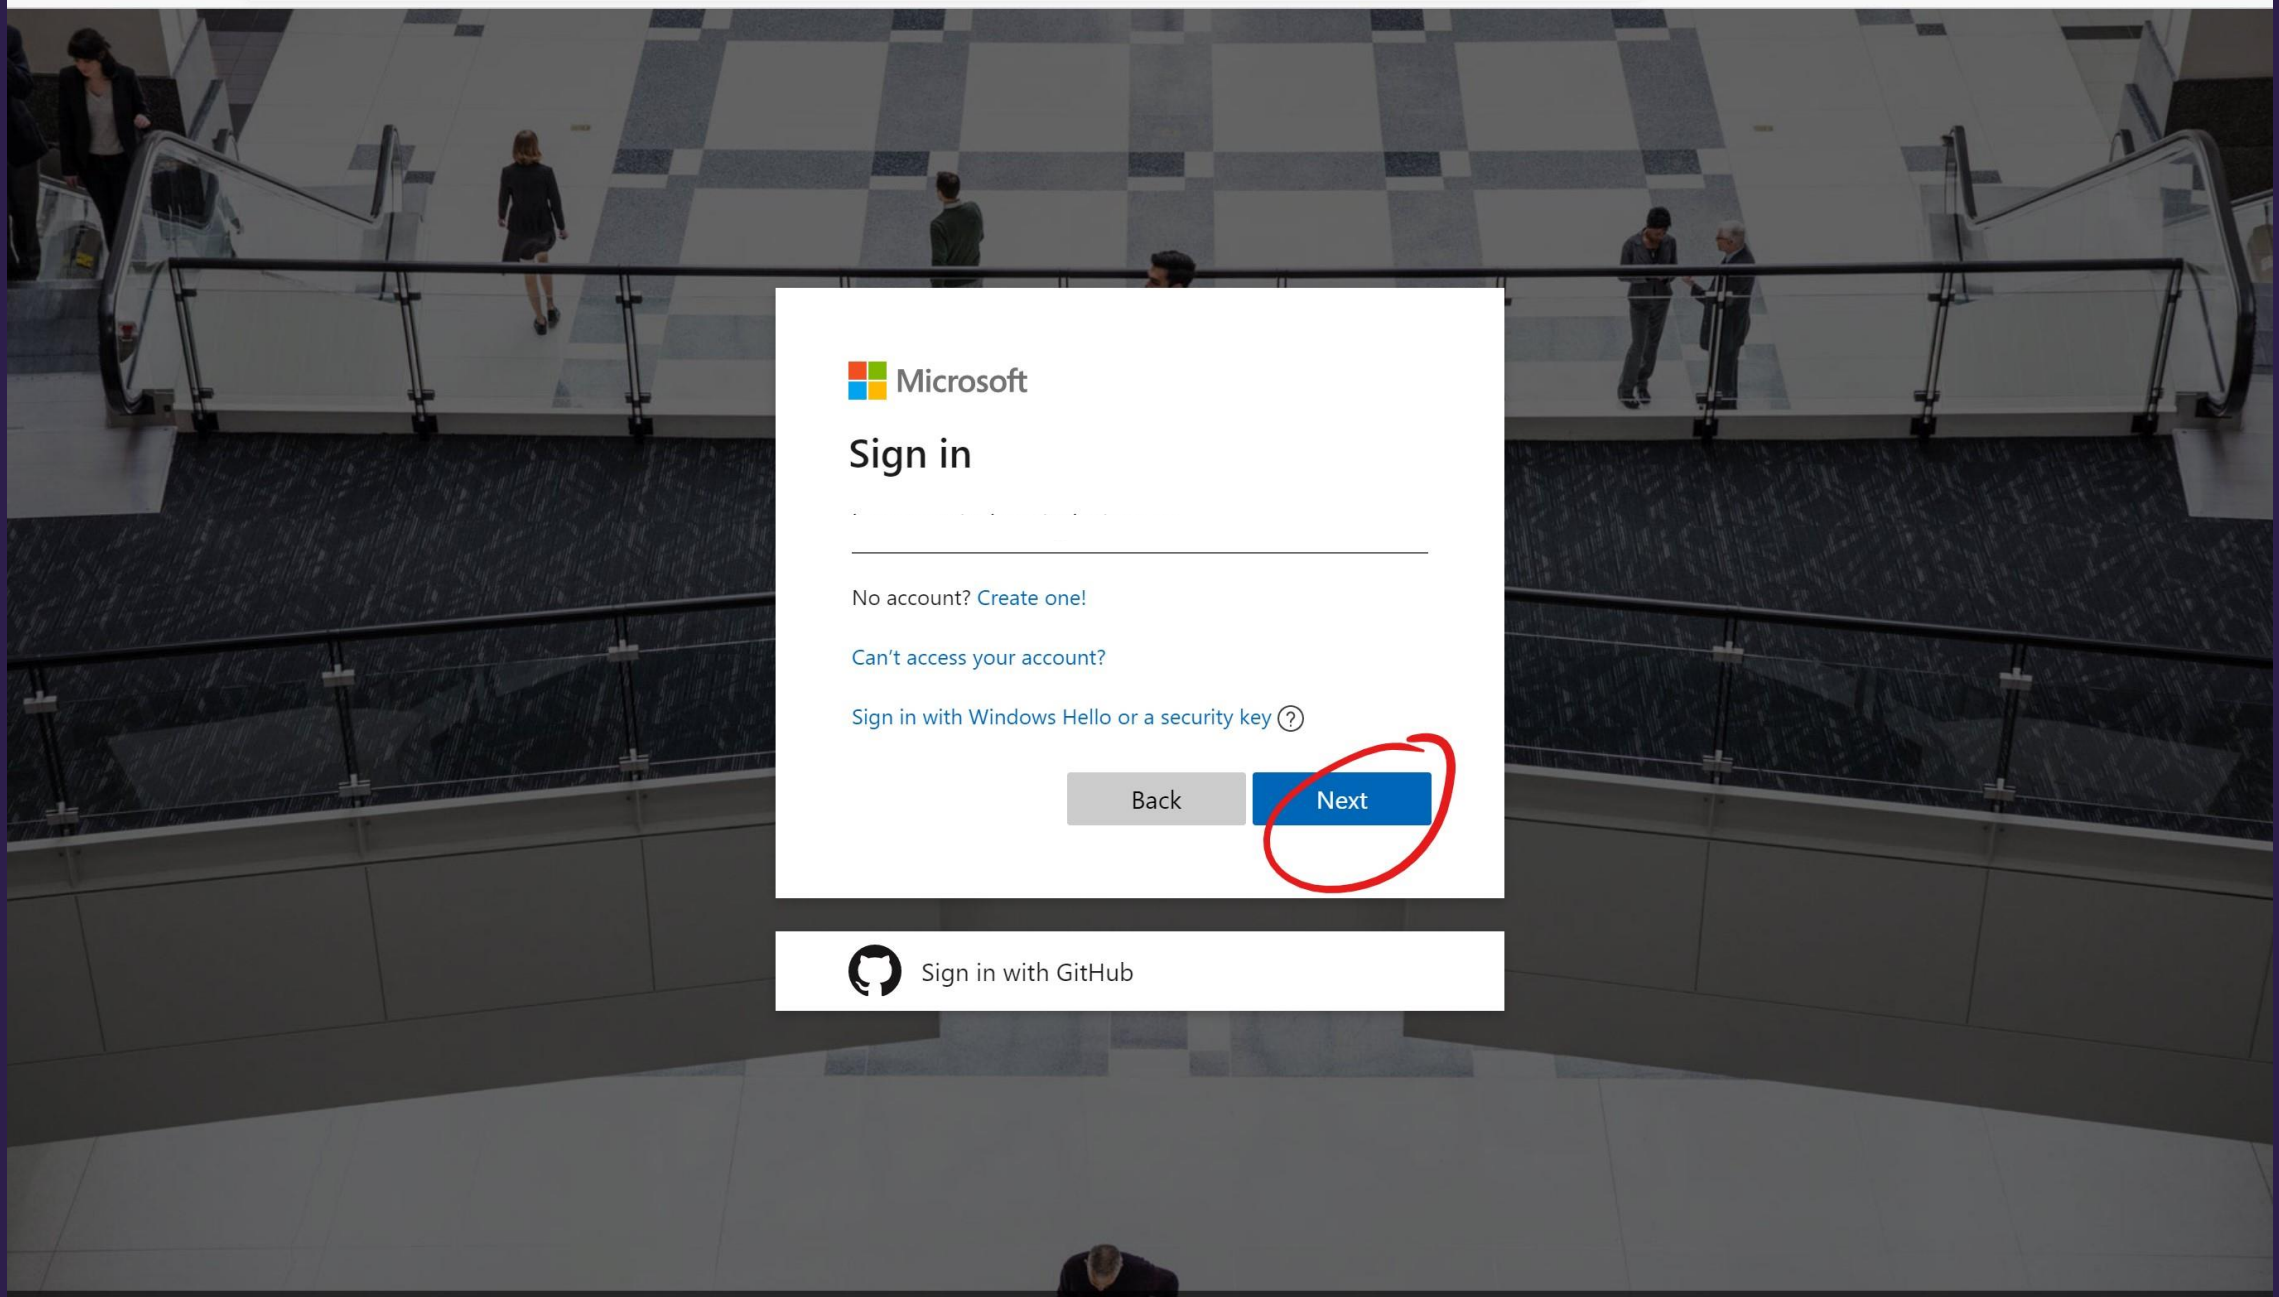 Microsoft
Sign in
No account? Create one!
Can't access your account?
Sign in with Windows Hello or a security key
Back
Next
Sign in with GitHub